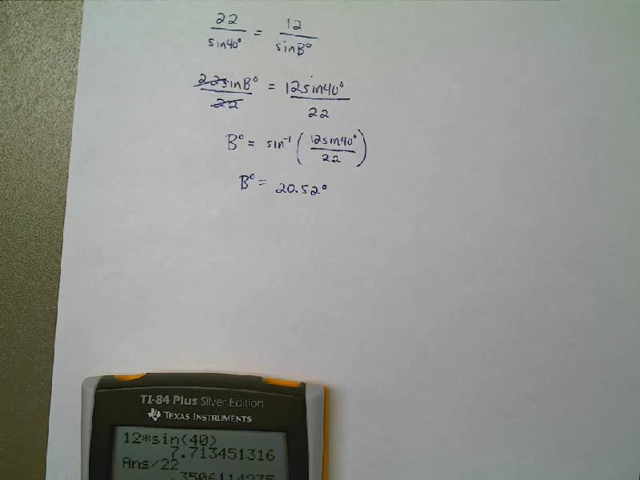 22/sin40° = 12/sinB°
22sinB°/22 = 12sin40°/22
B° = sin⁻¹(12sin40°/22)
B° = 20.52°
TI-84 Plus Silver Edition
TEXAS INSTRUMENTS
12*sin(40)
7.713451316
Ans/22
.3506114235